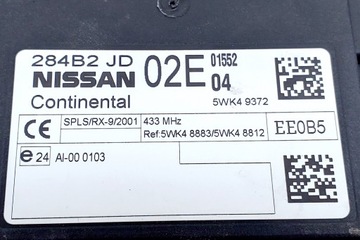 284B2 JD 02E 01552
NISSAN 04
Continental 5WK4 9372
CE SPLS/RX-9/2001 433 MHz
Ref:5WK4 8883/5WK4 8812 EE0B5
e 24 AI-00 0103